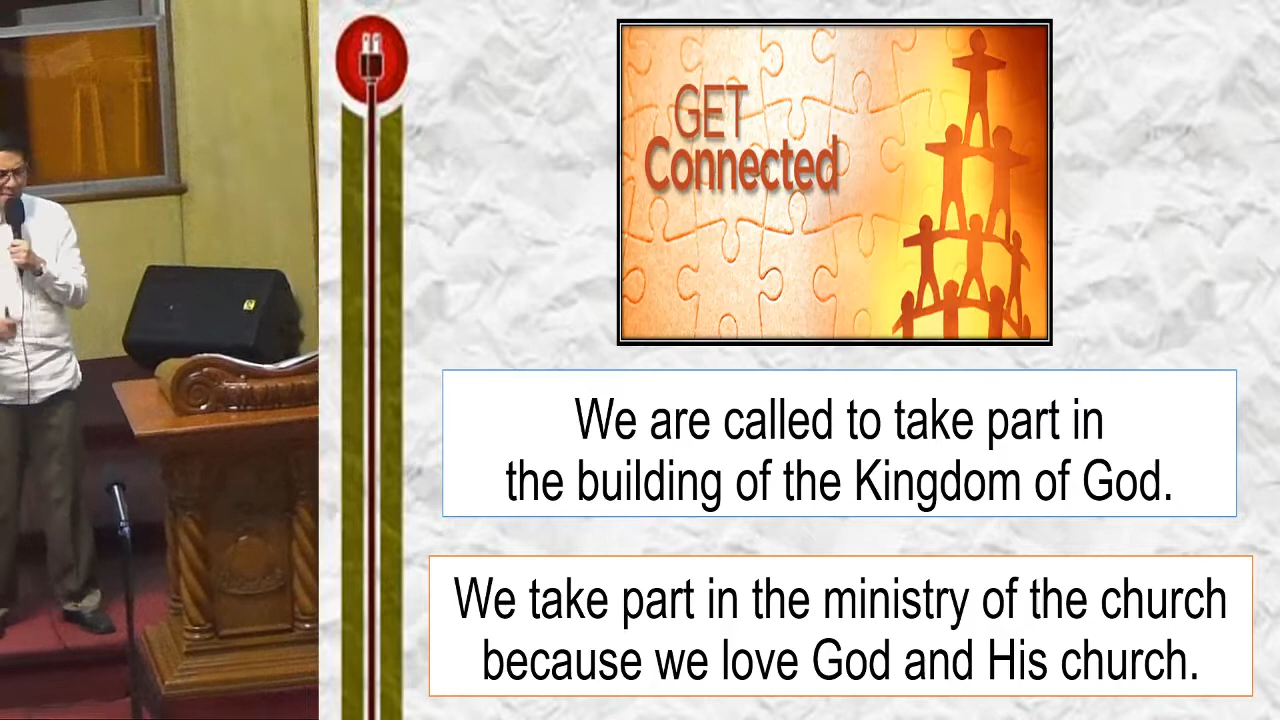 GET
Connected
We are called to take part in
the building of the Kingdom of God.
We take part in the ministry of the church
because we love God and His church.